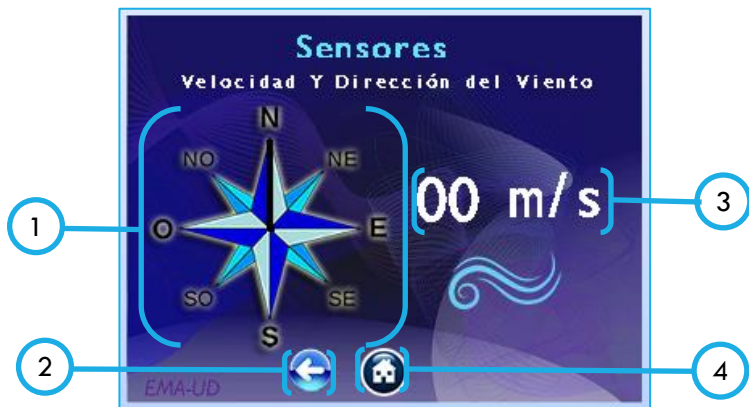 Sensores
Velocidad Y Dirección del Viento
N
NO NE
1
O E
00 m/s
3
SO SE
S
2
4
EMA-UD